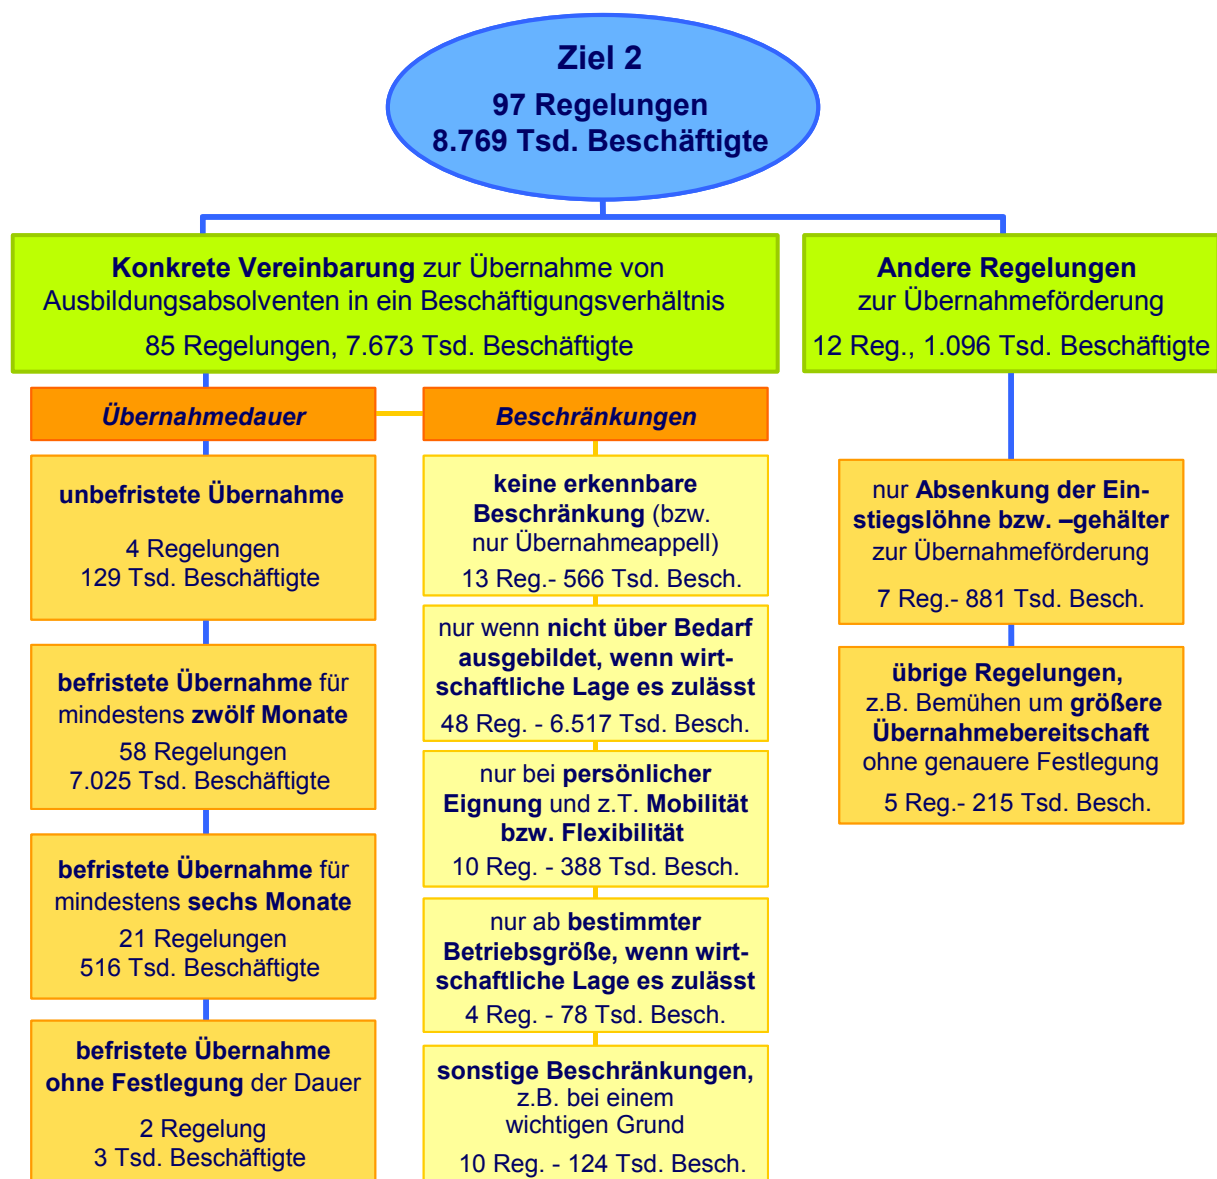 Ziel 2
97 Regelungen
8.769 Tsd. Beschäftigte
Konkrete Vereinbarung zur Übernahme von
Ausbildungsabsolventen in ein Beschäftigungsverhältnis
85 Regelungen, 7.673 Tsd. Beschäftigte
Andere Regelungen
zur Übernahmeförderung
12 Reg., 1.096 Tsd. Beschäftigte
Übernahmedauer
unbefristete Übernahme
4 Regelungen
129 Tsd. Beschäftigte
befristete Übernahme für
mindestens zwölf Monate
58 Regelungen
7.025 Tsd. Beschäftigte
befristete Übernahme für
mindestens sechs Monate
21 Regelungen
516 Tsd. Beschäftigte
befristete Übernahme
ohne Festlegung der Dauer
2 Regelung
3 Tsd. Beschäftigte
Beschränkungen
keine erkennbare
Beschränkung (bzw.
nur Übernahmeappell)
13 Reg.- 566 Tsd. Besch.
nur wenn nicht über Bedarf
ausgebildet, wenn wirt-
schaftliche Lage es zulässt
48 Reg. - 6.517 Tsd. Besch.
nur bei persönlicher
Eignung und z.T. Mobilität
bzw. Flexibilität
10 Reg. - 388 Tsd. Besch.
nur ab bestimmter
Betriebsgröße, wenn wirt-
schaftliche Lage es zulässt
4 Reg. - 78 Tsd. Besch.
sonstige Beschränkungen,
z.B. bei einem
wichtigen Grund
10 Reg. - 124 Tsd. Besch.
nur Absenkung der Ein-
stiegslöhne bzw. –gehälter
zur Übernahmeförderung
7 Reg.- 881 Tsd. Besch.
übrige Regelungen,
z.B. Bemühen um größere
Übernahmebereitschaft
ohne genauere Festlegung
5 Reg.- 215 Tsd. Besch.